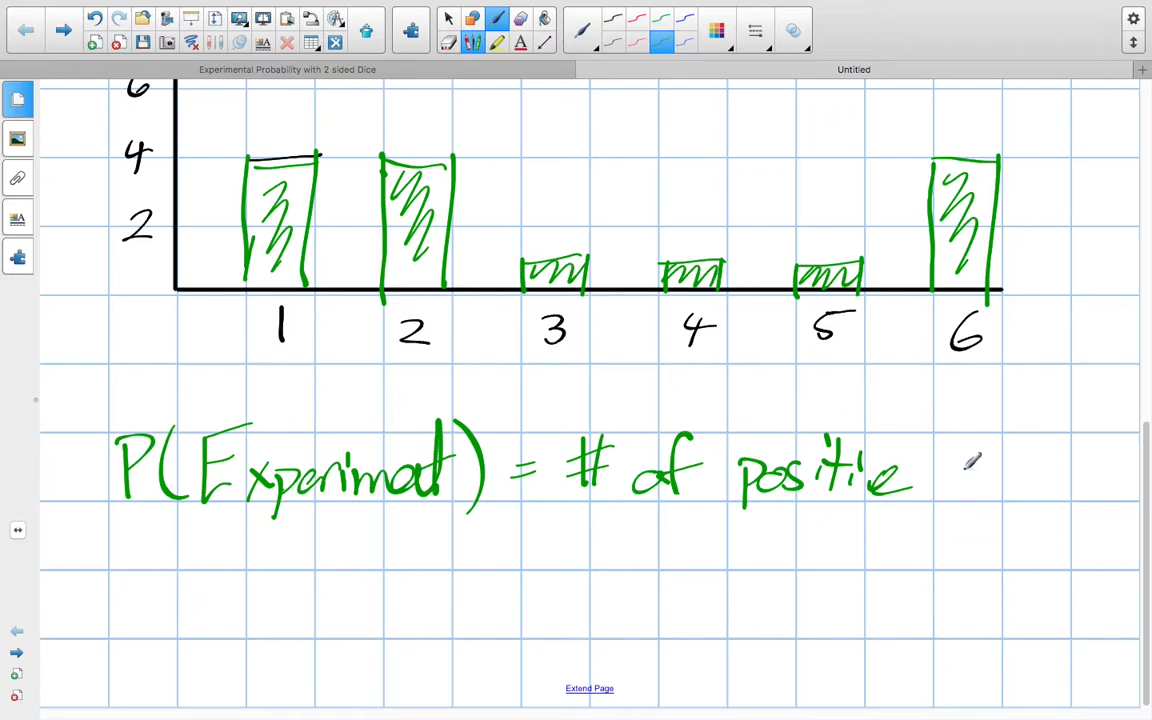 Experimental Probability with 2 sided Dice
Untitled
6
4
2
1 2 3 4 5 6
P(Experimat) = # of positie
Extend Page